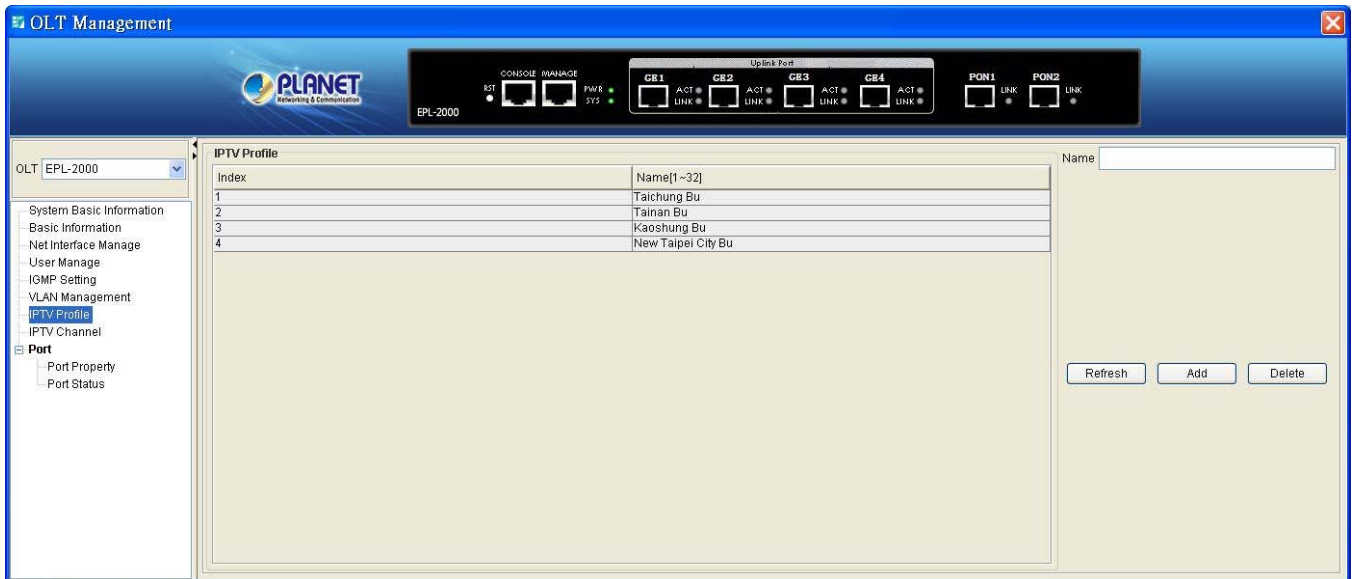 OLT Management
PLANET
Networking & Communication
EPL-2000
RST
CONSOLE
MANAGE
PWR
SYS
Uplink Port
GE1
ACT
LINK
GE2
ACT
LINK
GE3
ACT
LINK
GE4
ACT
LINK
PON1
LINK
PON2
LINK
OLT EPL-2000
System Basic Information
Basic Information
Net Interface Manage
User Manage
IGMP Setting
VLAN Management
IPTV Profile
IPTV Channel
Port
Port Property
Port Status
IPTV Profile
Index Name[1~32]
1 Taichung Bu
2 Tainan Bu
3 Kaoshung Bu
4 New Taipei City Bu
Name
Refresh Add Delete